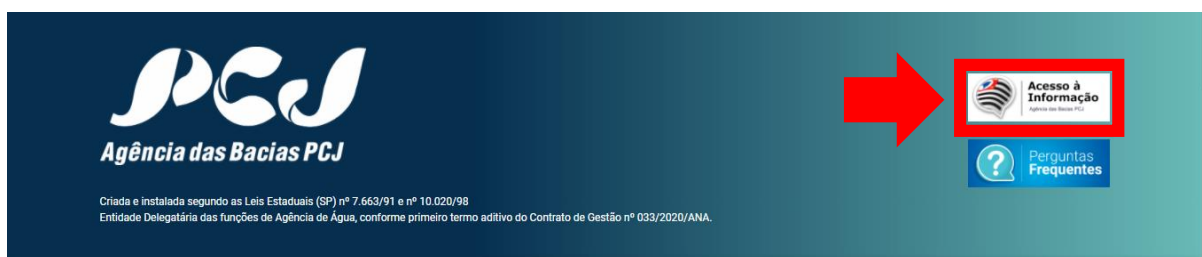 PCJ
Agência das Bacias PCJ
Criada e instalada segundo as Leis Estaduais (SP) nº 7.663/91 e nº 10.020/98
Entidade Delegatária das funções de Agência de Água, conforme primeiro termo aditivo do Contrato de Gestão nº 033/2020/ANA.
Acesso à
Informação
Agência das Bacias PCJ
?
Perguntas
Frequentes